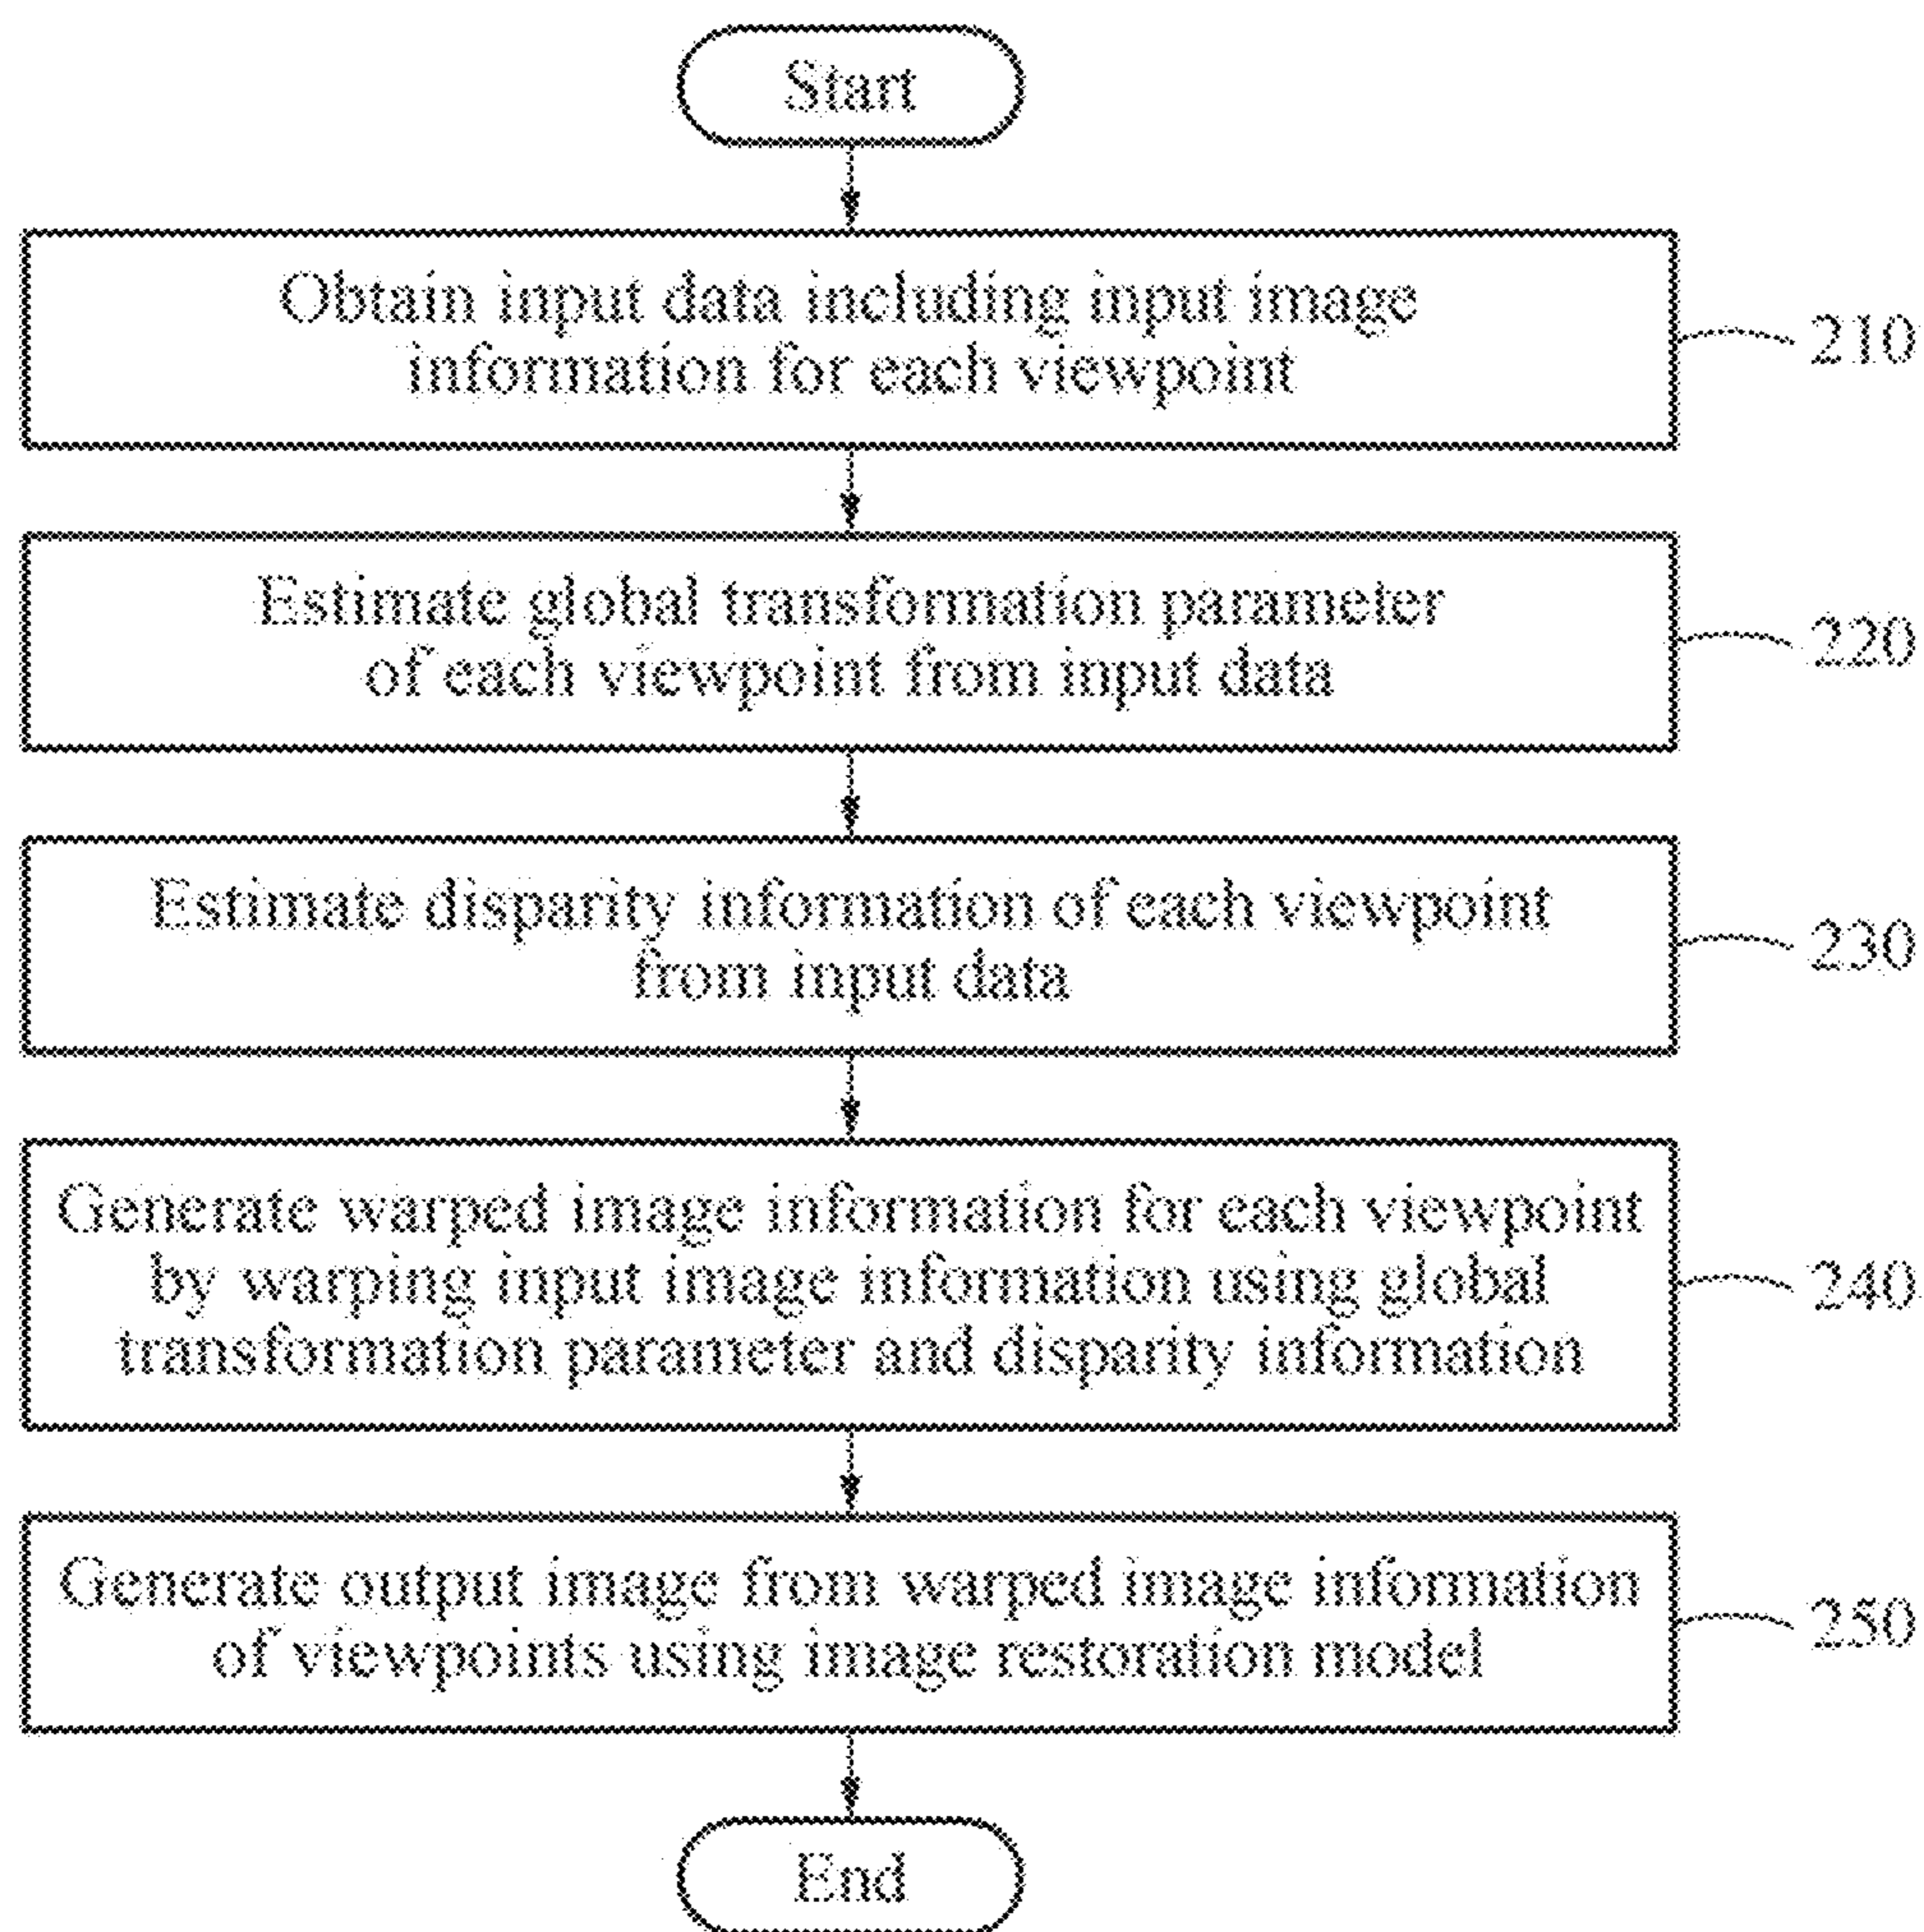 Start
Obtain input data including input image
information for each viewpoint
210
Estimate global transformation parameter
of each viewpoint from input data
220
Estimate disparity information of each viewpoint
from input data
230
Generate warped image information for each viewpoint
by warping input image information using global
transformation parameter and disparity information
240
Generate output image from warped image information
of viewpoints using image restoration model
250
End